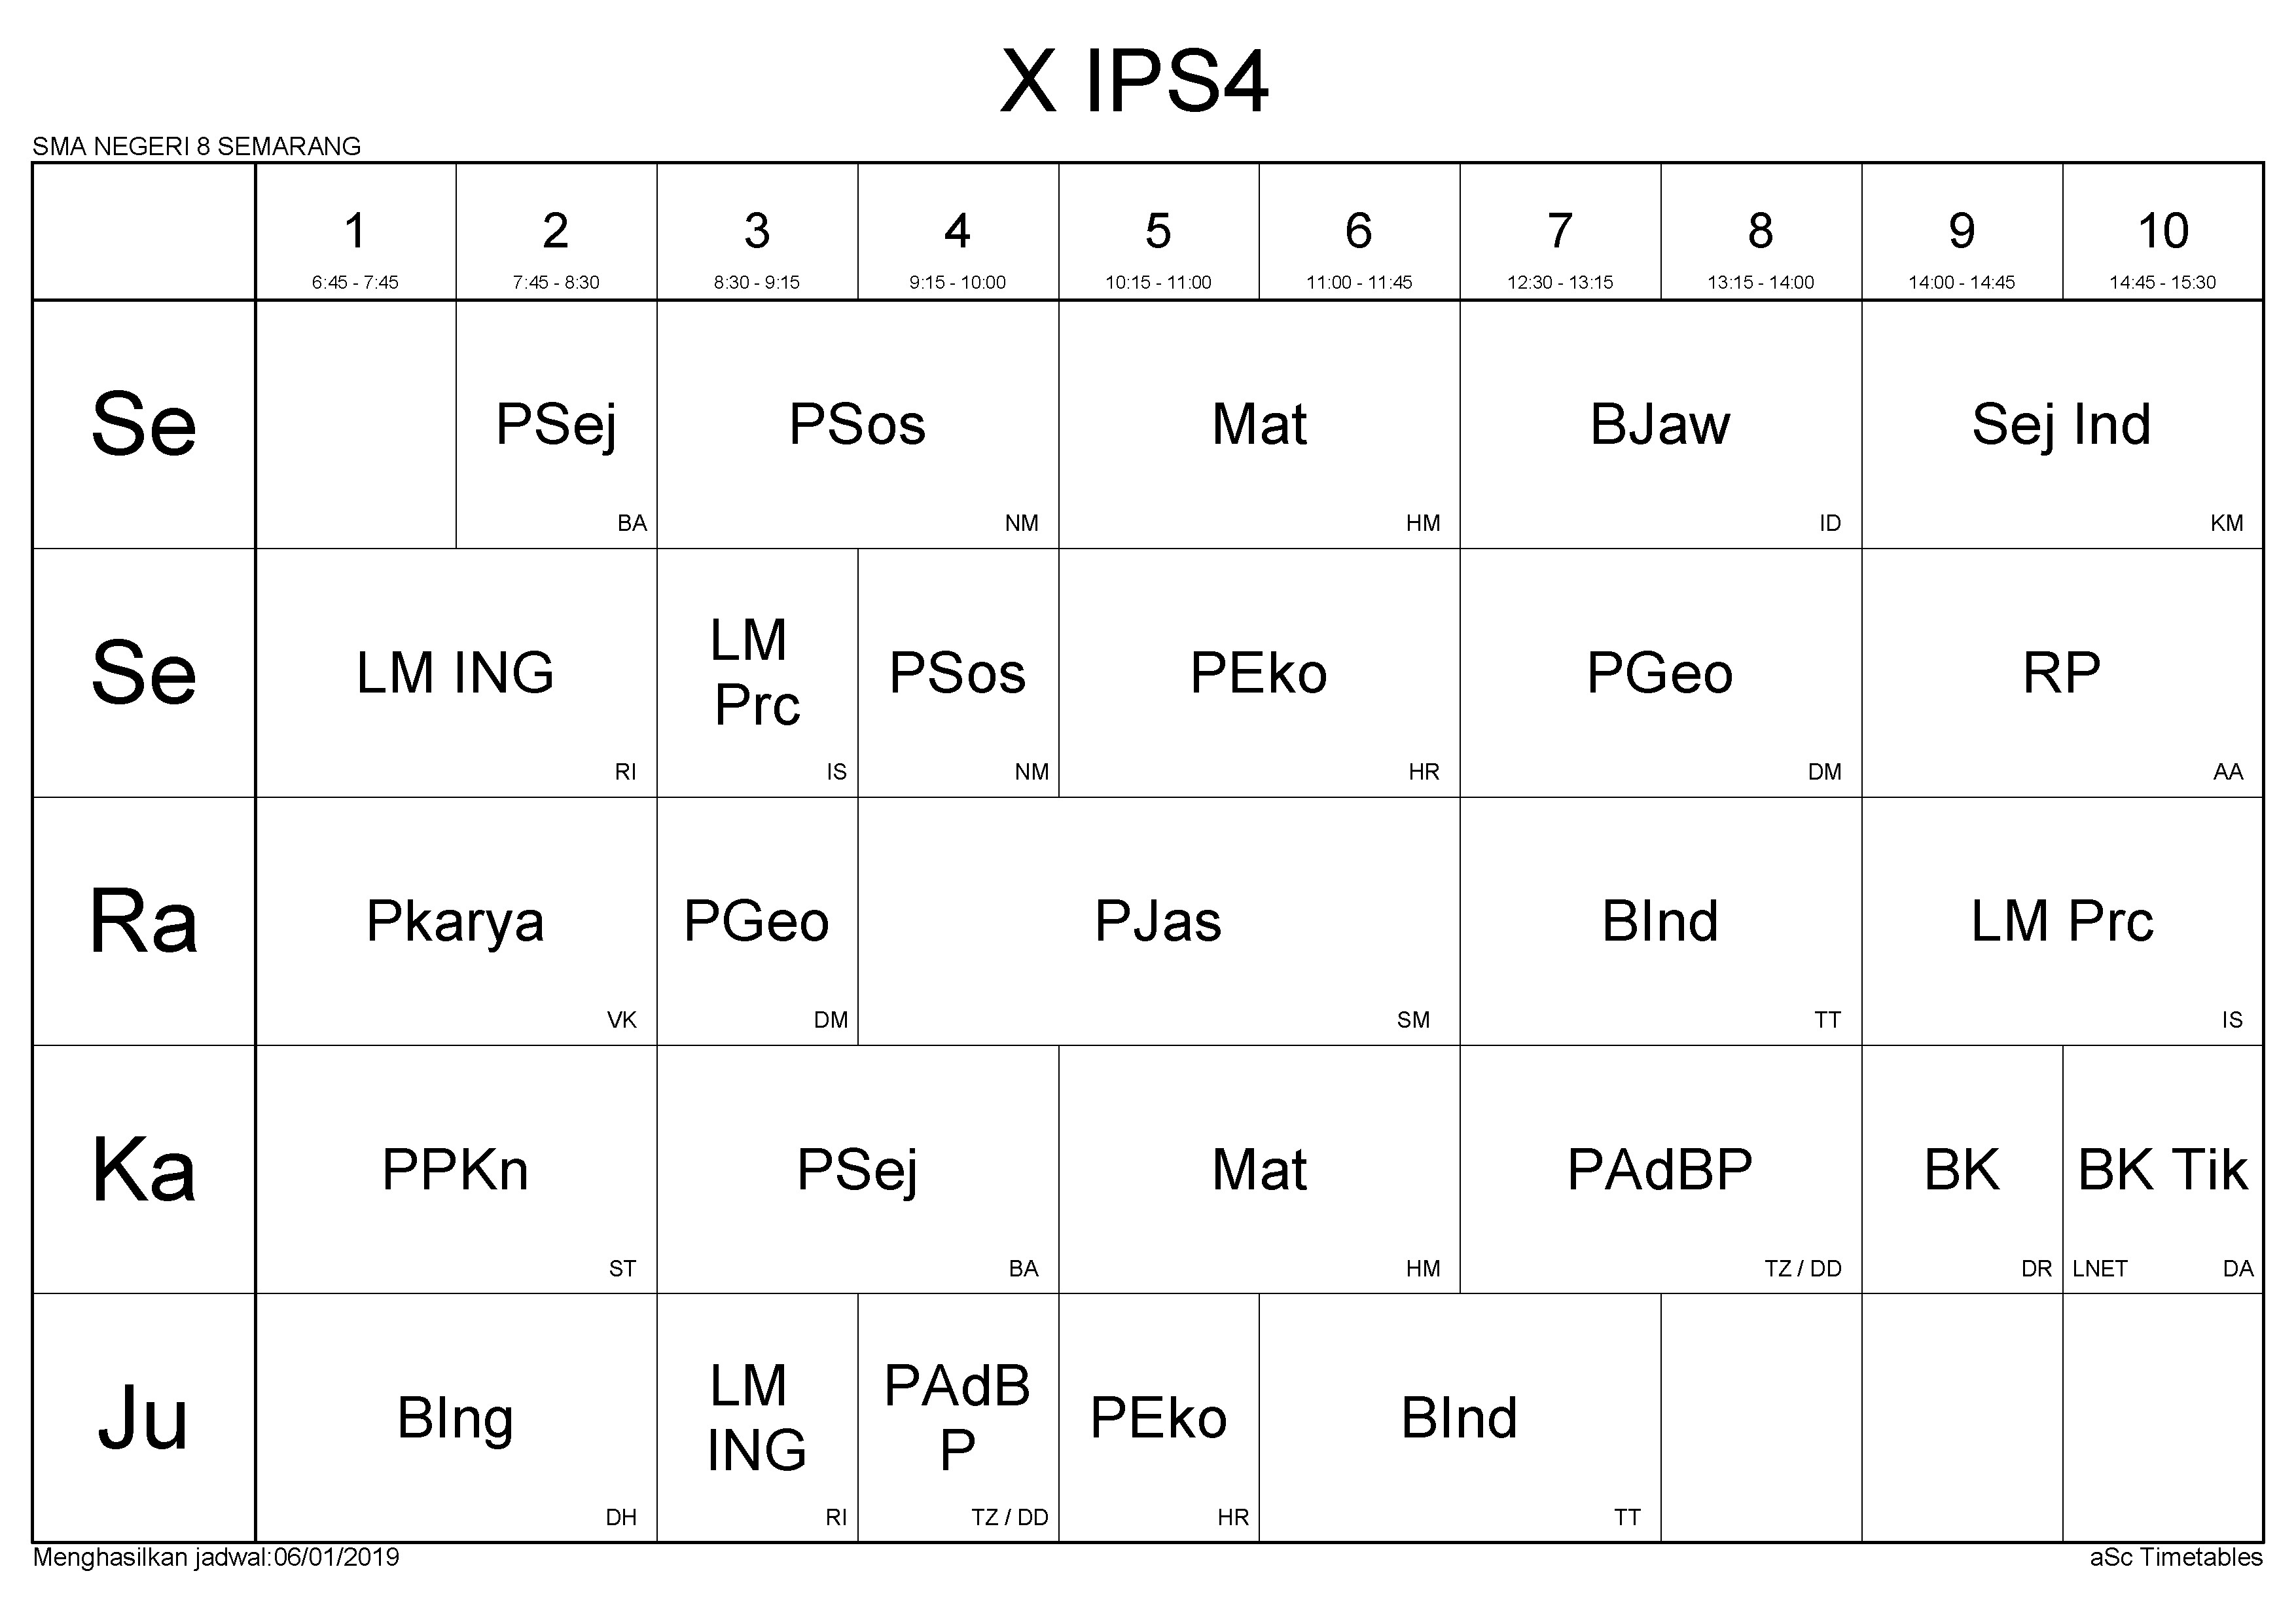 X IPS4
SMA NEGERI 8 SEMARANG
1 2 3 4 5 6 7 8 9 10
6:45 - 7:45 7:45 - 8:30 8:30 - 9:15 9:15 - 10:00 10:15 - 11:00 11:00 - 11:45 12:30 - 13:15 13:15 - 14:00 14:00 - 14:45 14:45 - 15:30
Se PSej PSos Mat BJaw Sej Ind
BA NM HM ID KM
Se LM ING LM PSos PEko PGeo RP
Prc
RI IS NM HR DM AA
Ra Pkarya PGeo PJas BInd LM Prc
VK DM SM TT IS
Ka PPKn PSej Mat PAdBP BK BK Tik
ST BA HM TZ / DD DR LNET DA
Ju BIng LM PAdB PEko BInd
ING P
DH RI TZ / DD HR TT
Menghasilkan jadwal:06/01/2019 aSc Timetables